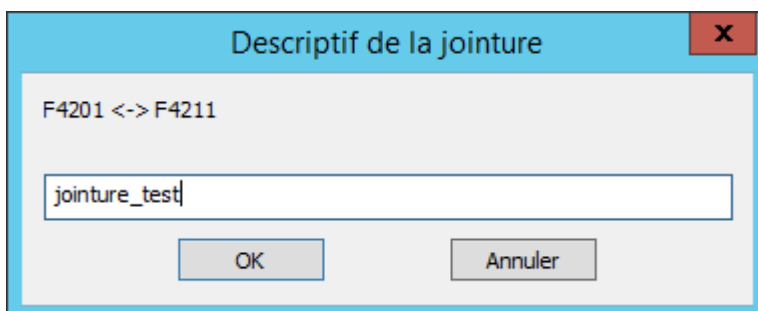 Descriptif de la jointure
x
F4201 <-> F4211
jointure_test
OK
Annuler